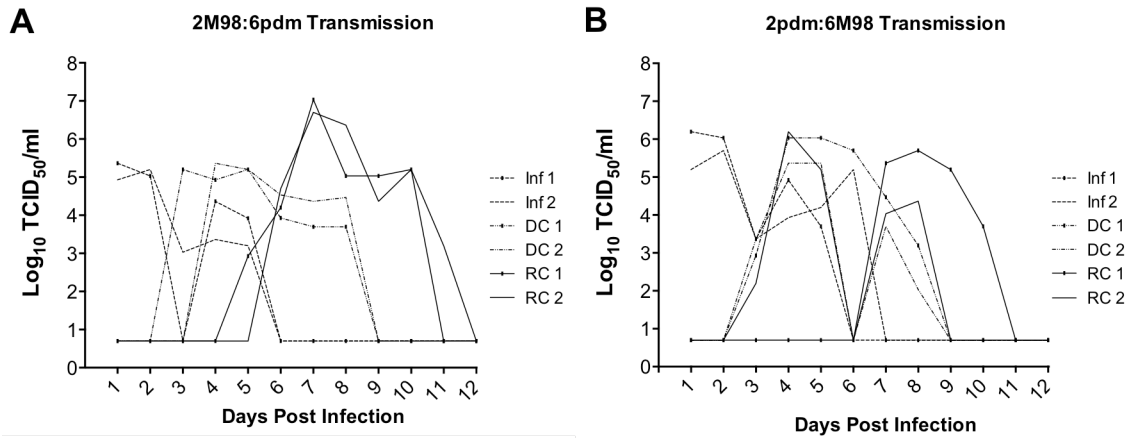 A
2M98:6pdm Transmission
8
7
6
5
4
3
2
1
0
Log10 TCID50/ml
1 2 3 4 5 6 7 8 9 10 11 12
Days Post Infection
Inf 1
Inf 2
DC 1
DC 2
RC 1
RC 2
B
2pdm:6M98 Transmission
8
7
6
5
4
3
2
1
0
Log10 TCID50/ml
1 2 3 4 5 6 7 8 9 10 11 12
Days Post Infection
Inf 1
Inf 2
DC 1
DC 2
RC 1
RC 2